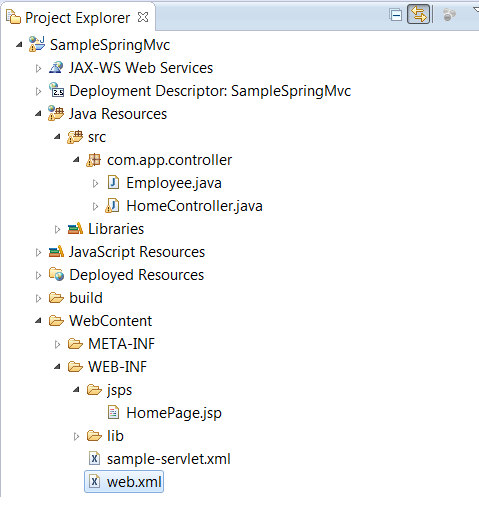 Project Explorer
SampleSpringMvc
JAX-WS Web Services
Deployment Descriptor: SampleSpringMvc
Java Resources
src
com.app.controller
Employee.java
HomeController.java
Libraries
JavaScript Resources
Deployed Resources
build
WebContent
META-INF
WEB-INF
jsps
HomePage.jsp
lib
sample-servlet.xml
web.xml